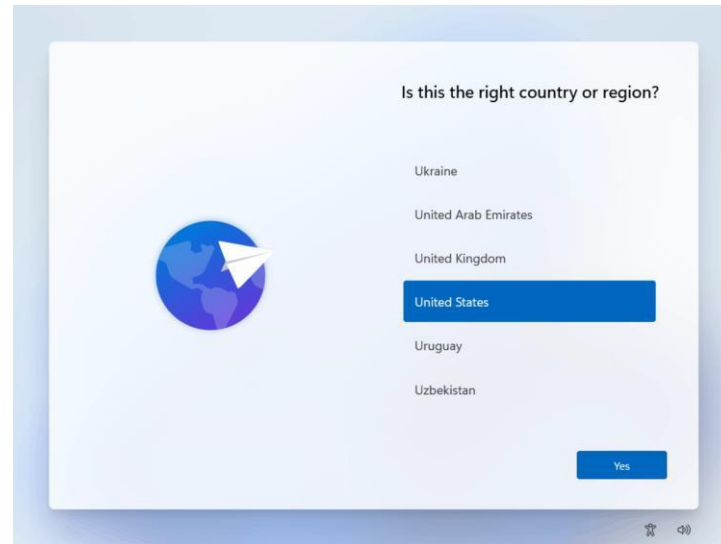 Is this the right country or region?
Ukraine
United Arab Emirates
United Kingdom
United States
Uruguay
Uzbekistan
Yes